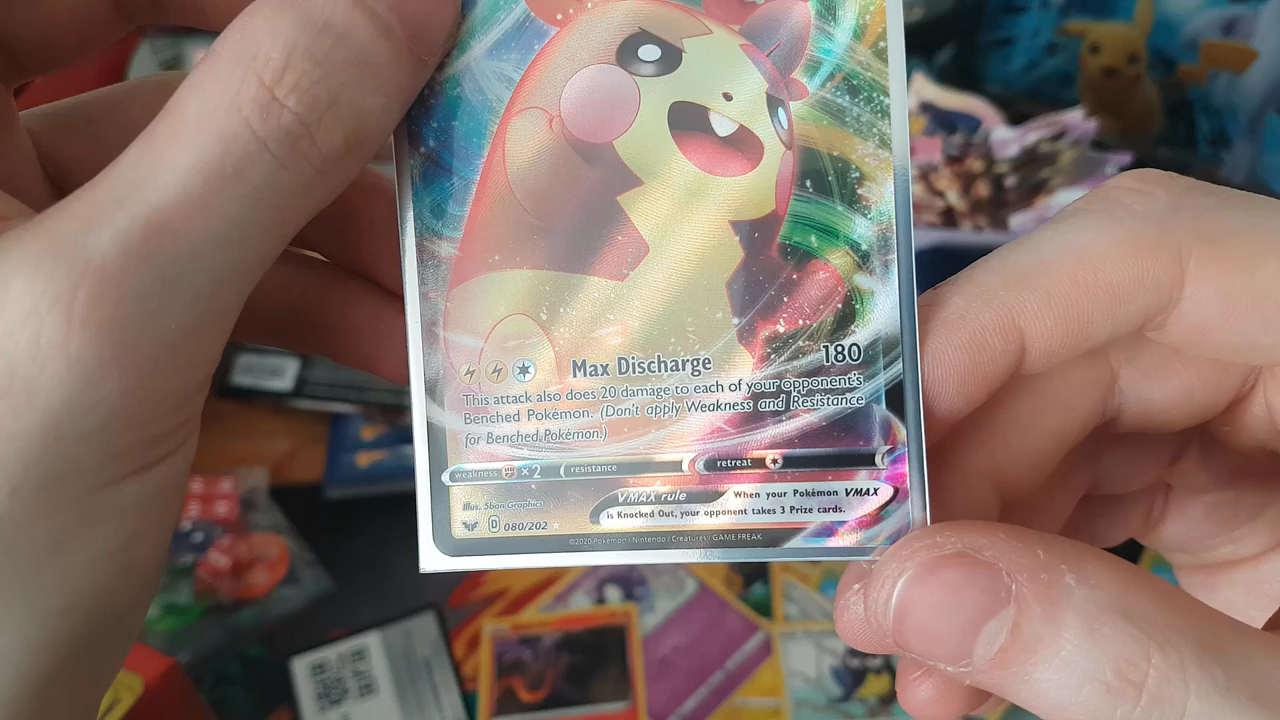 Max Discharge 180
This attack also does 20 damage to each of your opponent's
Benched Pokémon. (Don't apply Weakness and Resistance
for Benched Pokémon.)
weakness ×2 resistance retreat
Illus. 5ban Graphics
VMAX rule When your Pokémon VMAX
is Knocked Out, your opponent takes 3 Prize cards.
D 080/202
©2020 Pokémon / Nintendo / Creatures / GAME FREAK